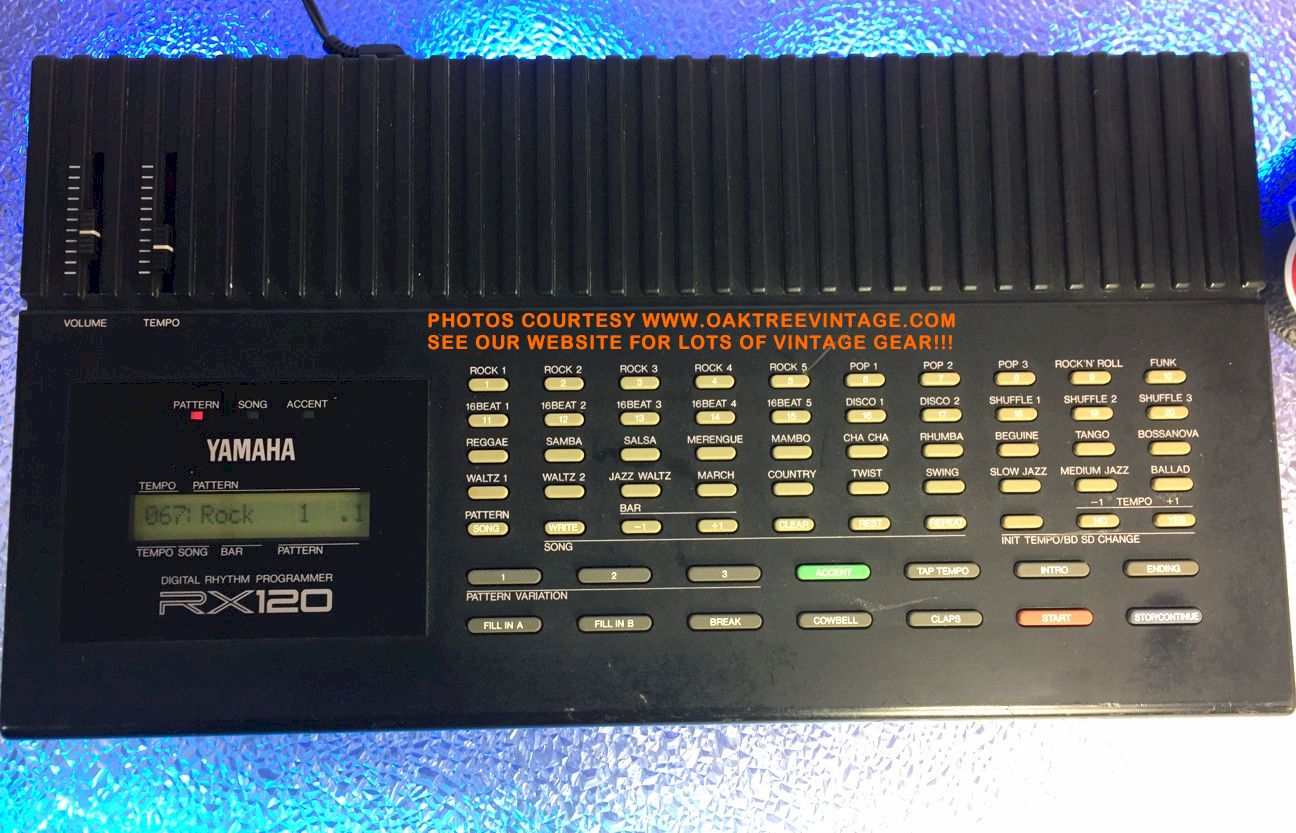 VOLUME TEMPO
PHOTOS COURTESY WWW.OAKTREEVINTAGE.COM
SEE OUR WEBSITE FOR LOTS OF VINTAGE GEAR!!!
PATTERN SONG ACCENT
YAMAHA
TEMPO PATTERN
067: Rock 1 .1
TEMPO SONG BAR PATTERN
DIGITAL RHYTHM PROGRAMMER
RX120
ROCK 1 ROCK 2 ROCK 3 ROCK 4 ROCK 5 POP 1 POP 2 POP 3 ROCK'N' ROLL FUNK
1 2 3 4 5 6 7 8 9 10
16BEAT 1 16BEAT 2 16BEAT 3 16BEAT 4 16BEAT 5 DISCO 1 DISCO 2 SHUFFLE 1 SHUFFLE 2 SHUFFLE 3
11 12 13 14 15 16 17 18 19 20
REGGAE SAMBA SALSA MERENGUE MAMBO CHA CHA RHUMBA BEGUINE TANGO BOSSANOVA
WALTZ 1 WALTZ 2 JAZZ WALTZ MARCH COUNTRY TWIST SWING SLOW JAZZ MEDIUM JAZZ BALLAD
PATTERN BAR -1 TEMPO +1
SONG WRITE -1 +1 CLEAR REST REPEAT NO YES
SONG INIT TEMPO/BD SD CHANGE
1 2 3 ACCENT TAP TEMPO INTRO ENDING
PATTERN VARIATION
FILL IN A FILL IN B BREAK COWBELL CLAPS START STOP/CONTINUE